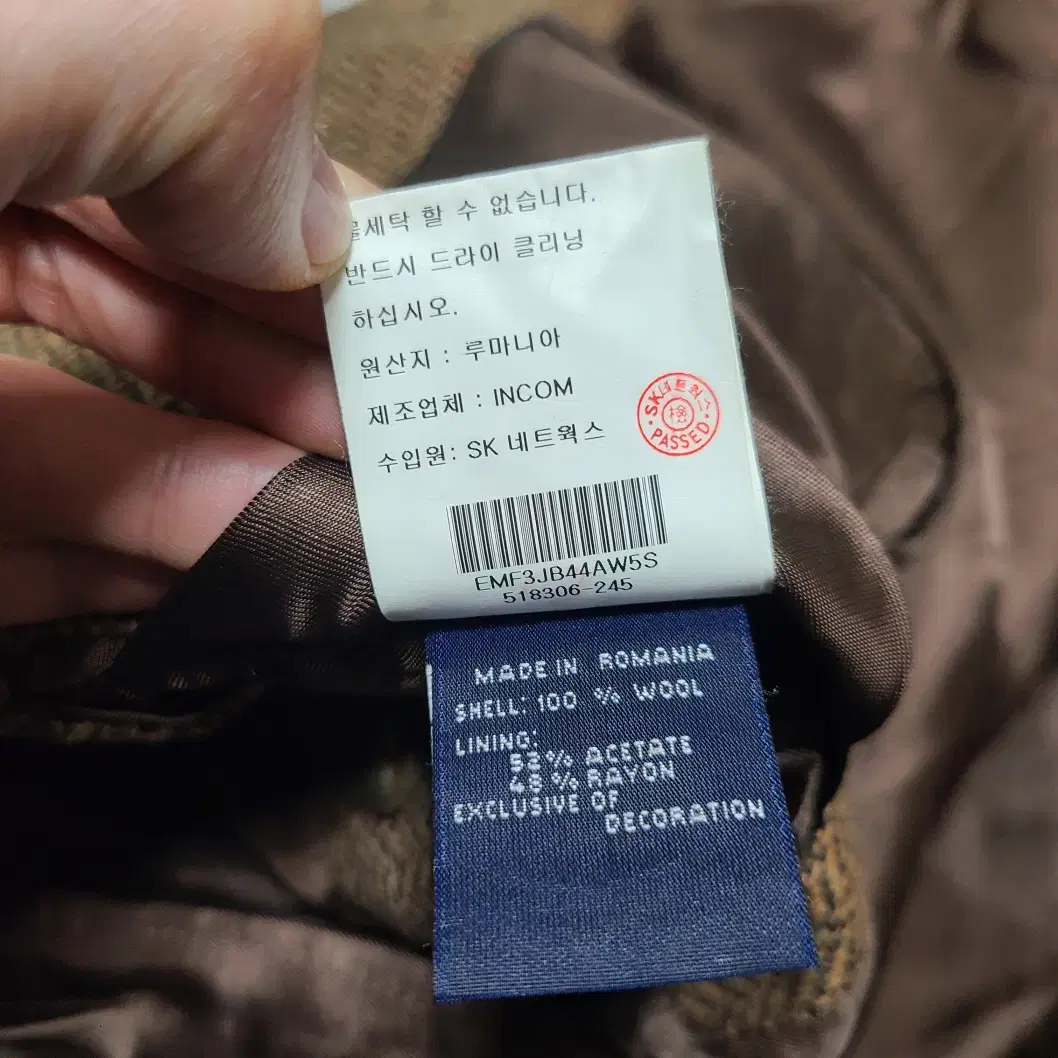 물세탁 할 수 없습니다.
반드시 드라이 클리닝
하십시오.
원산지 : 루마니아
제조업체 : INCOM
수입원: SK 네트웍스
·SK네트웍스·
檢
PASSED
EMF3JB44AW5S
518306-245
MADE IN ROMANIA
SHELL: 100 % WOOL
LINING:
52% ACETATE
48% RAYON
EXCLUSIVE OF
DECORATION